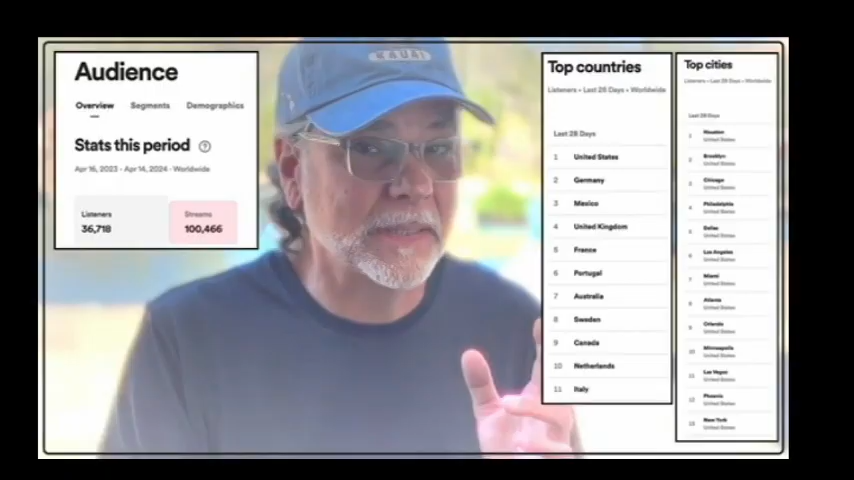 KAUAI
Audience
Overview Segments Demographics
Stats this period ?
Apr 16, 2023 - Apr 14, 2024 · Worldwide
Listeners
36,718
Streams
100,466
Top countries
Listeners • Last 28 Days • Worldwide
Last 28 Days
1 United States
2 Germany
3 Mexico
4 United Kingdom
5 France
6 Portugal
7 Australia
8 Sweden
9 Canada
10 Netherlands
11 Italy
Top cities
Listeners • Last 28 Days • Worldwide
Last 28 Days
1 Houston
United States
2 Brooklyn
United States
3 Chicago
United States
4 Philadelphia
United States
5 Dallas
United States
6 Los Angeles
United States
7 Miami
United States
8 Atlanta
United States
9 Orlando
United States
10 Minneapolis
United States
11 Las Vegas
United States
12 Phoenix
United States
13 New York
United States